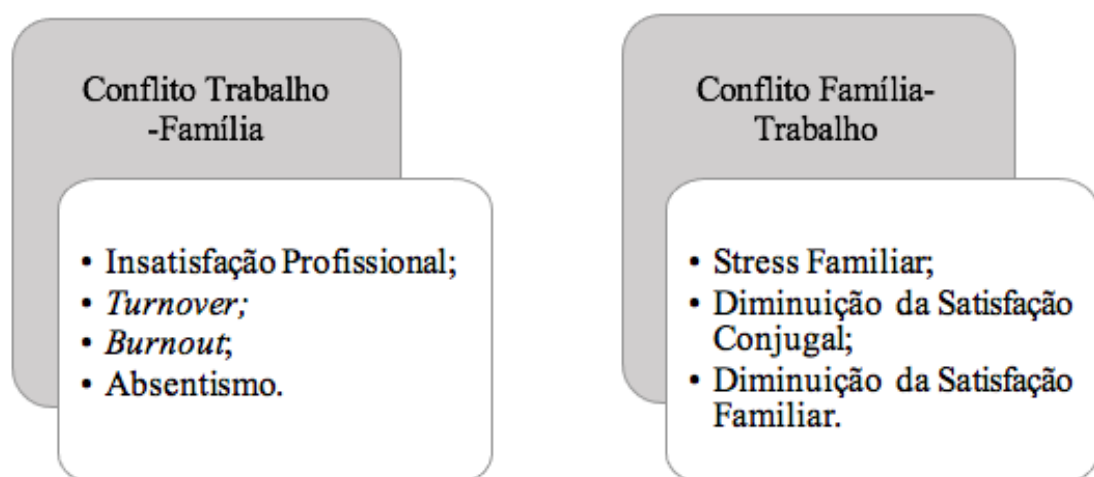 Conflito Trabalho
-Família
• Insatisfação Profissional;
• Turnover;
• Burnout;
• Absentismo.
Conflito Família-
Trabalho
• Stress Familiar;
• Diminuição da Satisfação
Conjugal;
• Diminuição da Satisfação
Familiar.